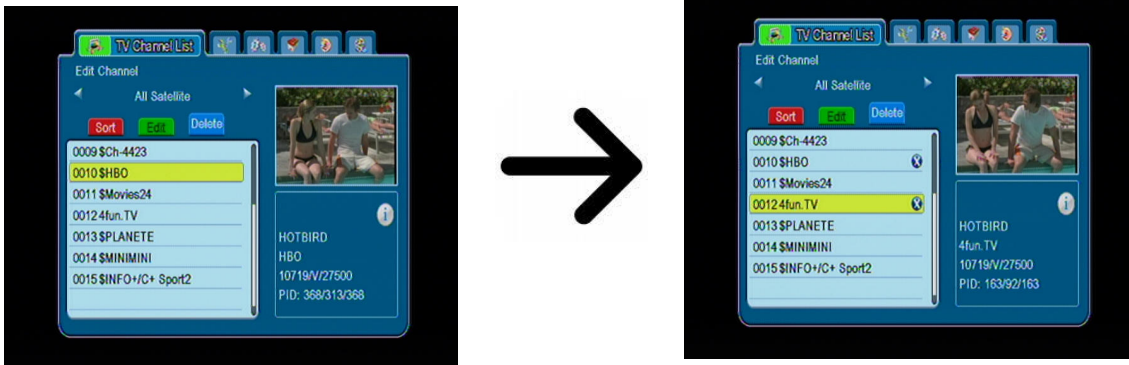 TV Channel List
Edit Channel
All Satellite
Sort Edit Delete
0009 $Ch-4423
0010 $HBO
0011 $Movies24
0012 4fun.TV
0013 $PLANETE
0014 $MINIMINI
0015 $INFO+/C+ Sport2
HOTBIRD
HBO
10719/V/27500
PID: 368/313/368
TV Channel List
Edit Channel
All Satellite
Sort Edit Delete
0009 $Ch-4423
0010 $HBO
0011 $Movies24
0012 4fun.TV
0013 $PLANETE
0014 $MINIMINI
0015 $INFO+/C+ Sport2
HOTBIRD
4fun.TV
10719/V/27500
PID: 163/92/163